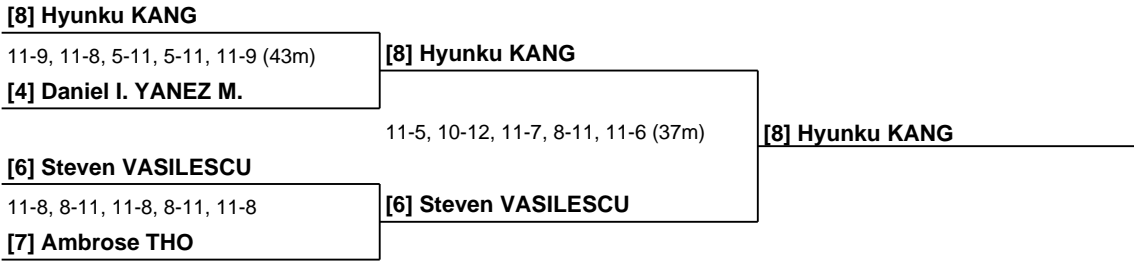 [8] Hyunku KANG
11-9, 11-8, 5-11, 5-11, 11-9 (43m)
[8] Hyunku KANG
[4] Daniel I. YANEZ M.
11-5, 10-12, 11-7, 8-11, 11-6 (37m)
[8] Hyunku KANG
[6] Steven VASILESCU
11-8, 8-11, 11-8, 8-11, 11-8
[6] Steven VASILESCU
[7] Ambrose THO